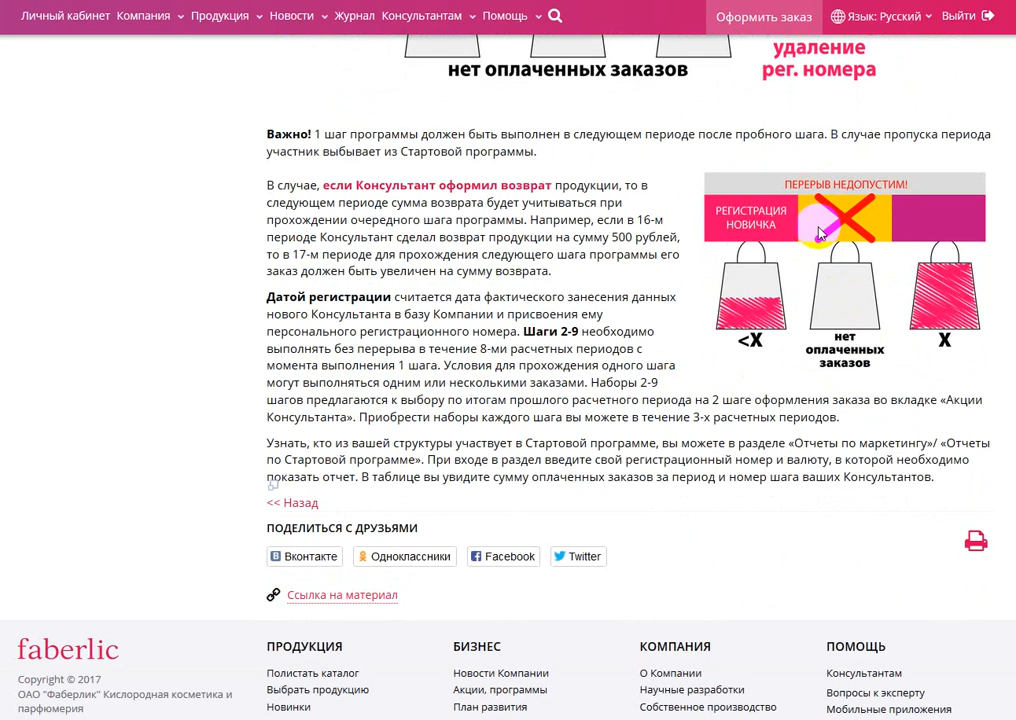 Личный кабинет Компания Продукция Новости Журнал Консультантам Помощь Оформить заказ Язык: Русский Выйти
нет оплаченных заказов
удаление
рег. номера
Важно! 1 шаг программы должен быть выполнен в следующем периоде после пробного шага. В случае пропуска периода
участник выбывает из Стартовой программы.
В случае, если Консультант оформил возврат продукции, то в
следующем периоде сумма возврата будет учитываться при
прохождении очередного шага программы. Например, если в 16-м
периоде Консультант сделал возврат продукции на сумму 500 рублей,
то в 17-м периоде для прохождения следующего шага программы его
заказ должен быть увеличен на сумму возврата.
ПЕРЕРЫВ НЕДОПУСТИМ!
РЕГИСТРАЦИЯ
НОВИЧКА
<X
нет
оплаченных
заказов
X
Датой регистрации считается дата фактического занесения данных
нового Консультанта в базу Компании и присвоения ему
персонального регистрационного номера. Шаги 2-9 необходимо
выполнять без перерыва в течение 8-ми расчетных периодов с
момента выполнения 1 шага. Условия для прохождения одного шага
могут выполняться одним или несколькими заказами. Наборы 2-9
шагов предлагаются к выбору по итогам прошлого расчетного периода на 2 шаге оформления заказа во вкладке «Акции
Консультанта». Приобрести наборы каждого шага вы можете в течение 3-х расчетных периодов.
Узнать, кто из вашей структуры участвует в Стартовой программе, вы можете в разделе «Отчеты по маркетингу»/ «Отчеты
по Стартовой программе». При входе в раздел введите свой регистрационный номер и валюту, в которой необходимо
показать отчет. В таблице вы увидите сумму оплаченных заказов за период и номер шага ваших Консультантов.
<< Назад
ПОДЕЛИТЬСЯ С ДРУЗЬЯМИ
Вконтакте Одноклассники Facebook Twitter
Ссылка на материал
faberlic
Copyright © 2017
ОАО "Фаберлик" Кислородная косметика и
парфюмерия
ПРОДУКЦИЯ
Полистать каталог
Выбрать продукцию
Новинки
БИЗНЕС
Новости Компании
Акции, программы
План развития
КОМПАНИЯ
О Компании
Научные разработки
Собственное производство
ПОМОЩЬ
Консультантам
Вопросы к эксперту
Мобильные приложения